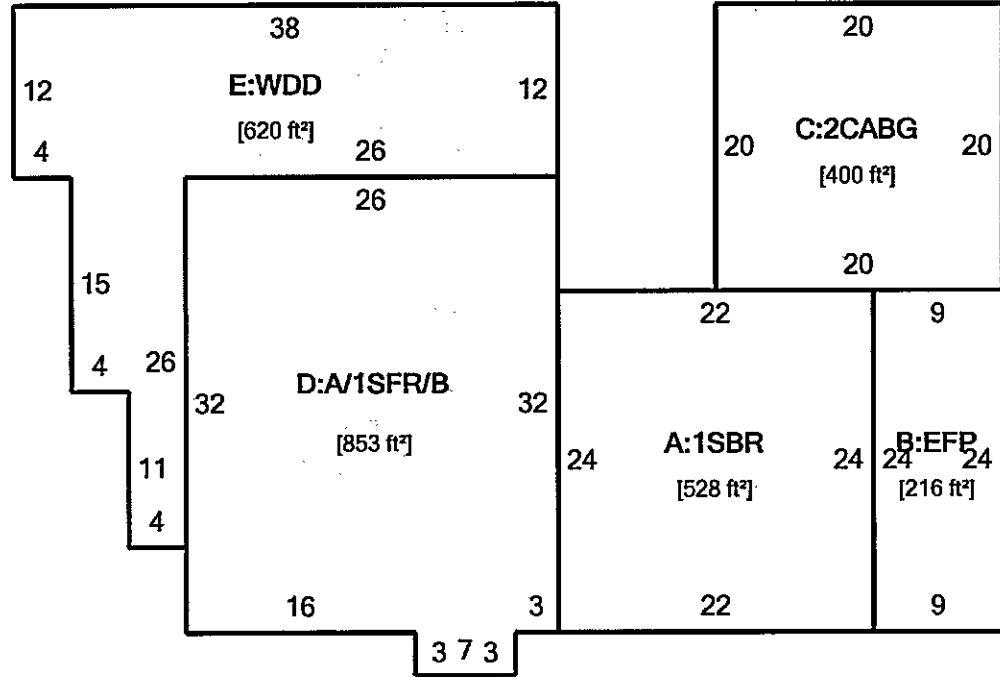 38
20
12
E:WDD
12
[620 ft²]
4
26
C:2CABG
20
20
[400 ft²]
26
20
15
22
9
4
26
32
D:A/1SFR/B
32
[853 ft²]
24
A:1SBR
24
B:EFP
24
24
[528 ft²]
[216 ft²]
11
4
16
3
22
9
3 7 3